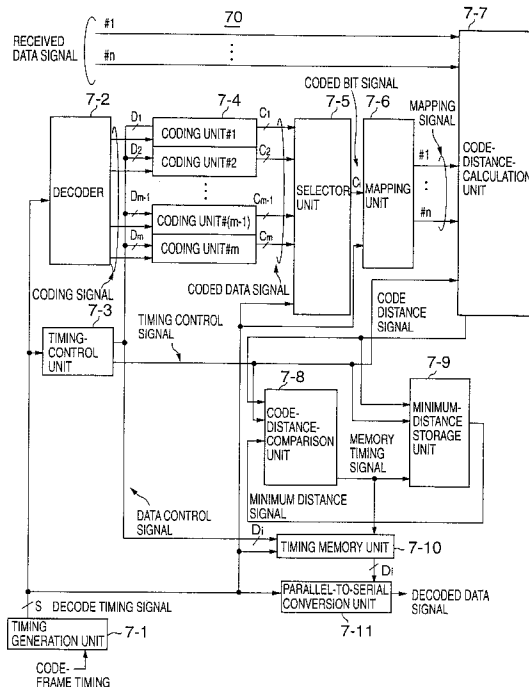 70
7-7
RECEIVED
DATA SIGNAL
#1
#n
CODED BIT SIGNAL
7-2
7-4
7-5
7-6
MAPPING
SIGNAL
DECODER
D1
CODING UNIT#1
C1
D2
CODING UNIT#2
C2
Dm-1
CODING UNIT#(m-1)
Cm-1
Dm
CODING UNIT#m
Cm
SELECTOR
UNIT
Ci
MAPPING
UNIT
#1
#n
CODE-
DISTANCE-
CALCULATION
UNIT
CODING SIGNAL
CODED DATA SIGNAL
7-3
TIMING
CONTROL
SIGNAL
CODE
DISTANCE
SIGNAL
TIMING-
CONTROL
UNIT
7-8
7-9
CODE-
DISTANCE-
COMPARISON
UNIT
MEMORY
TIMING
SIGNAL
MINIMUM-
DISTANCE
STORAGE
UNIT
MINIMUM DISTANCE
SIGNAL
DATA CONTROL
SIGNAL
Di
TIMING MEMORY UNIT
7-10
Di
S
DECODE TIMING SIGNAL
PARALLEL-TO-SERIAL
CONVERSION UNIT
DECODED DATA
SIGNAL
7-11
TIMING
GENERATION UNIT
7-1
CODE-
FRAME TIMING